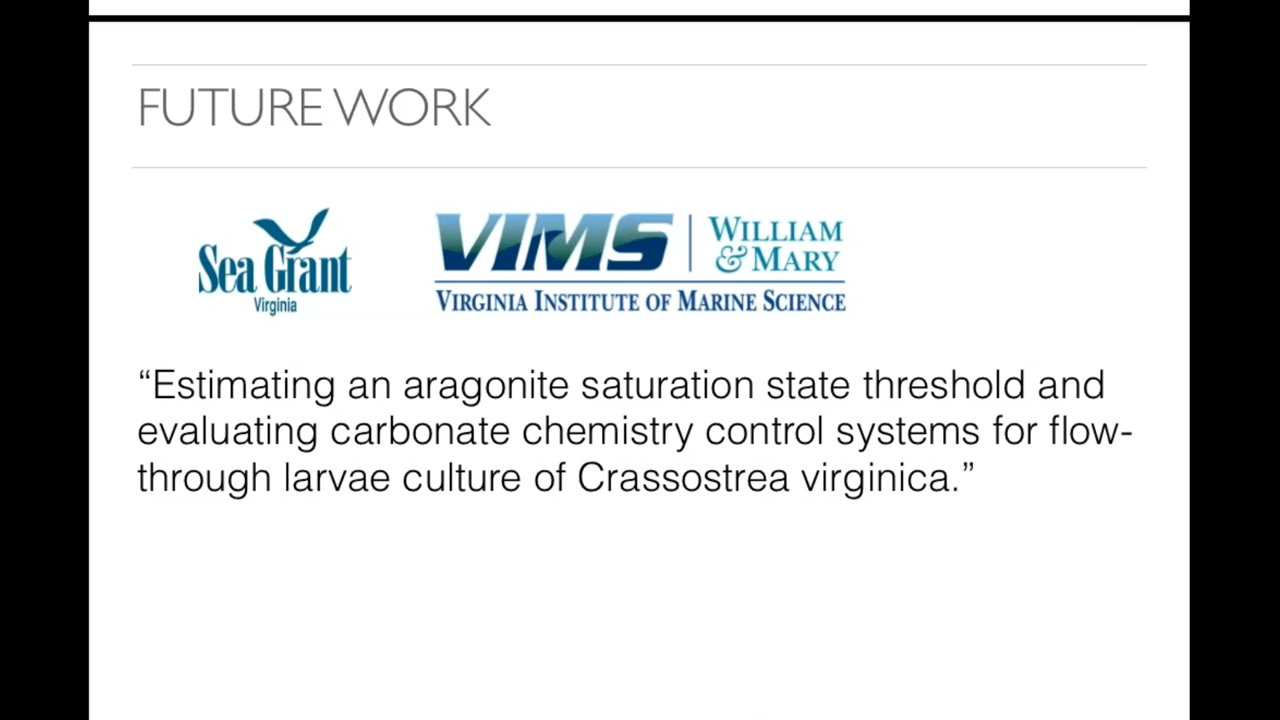 FUTURE WORK
Sea Grant
Virginia
VIMS
WILLIAM
& MARY
VIRGINIA INSTITUTE OF MARINE SCIENCE
“Estimating an aragonite saturation state threshold and
evaluating carbonate chemistry control systems for flow-
through larvae culture of Crassostrea virginica.”